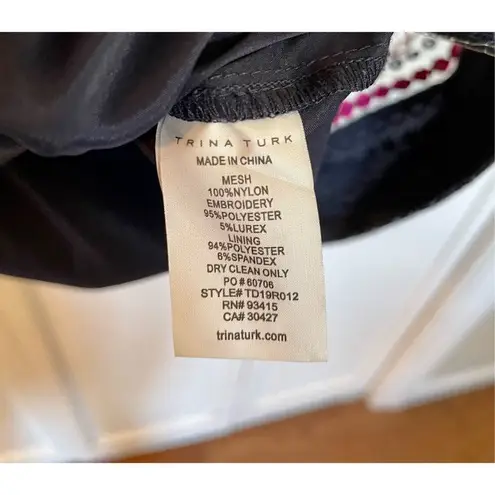 TRINA TURK
MADE IN CHINA
MESH
100%NYLON
EMBROIDERY
95%POLYESTER
5%LUREX
LINING
94%POLYESTER
6%SPANDEX
DRY CLEAN ONLY
PO # 60706
STYLE# TD19R012
RN# 93415
CA# 30427
trinaturk.com